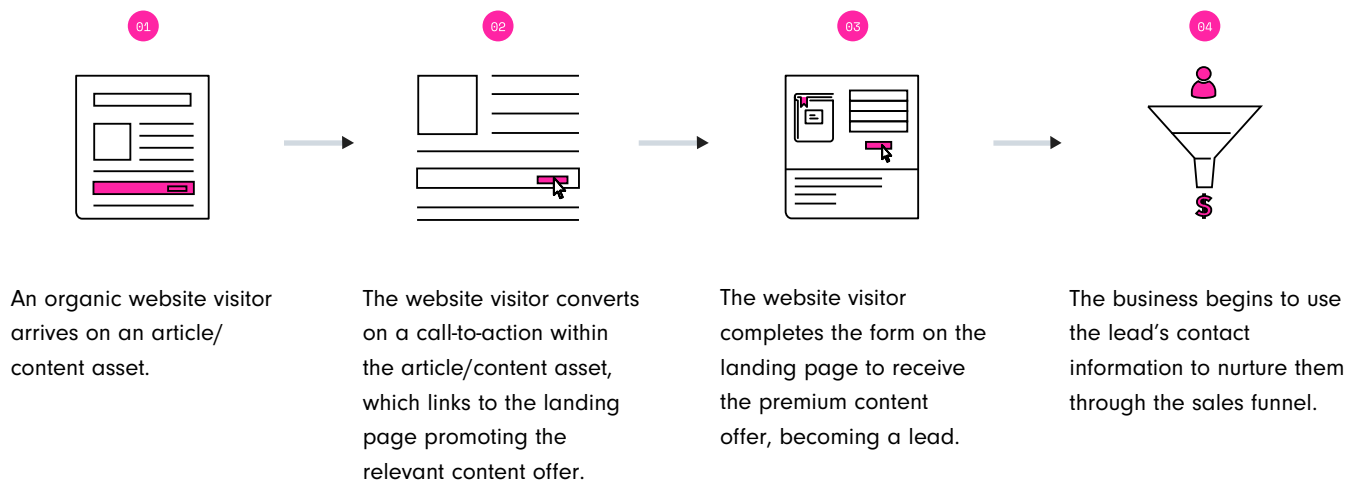 01
An organic website visitor
arrives on an article/
content asset.
02
The website visitor converts
on a call-to-action within
the article/content asset,
which links to the landing
page promoting the
relevant content offer.
03
The website visitor
completes the form on the
landing page to receive
the premium content
offer, becoming a lead.
04
$
The business begins to use
the lead’s contact
information to nurture them
through the sales funnel.